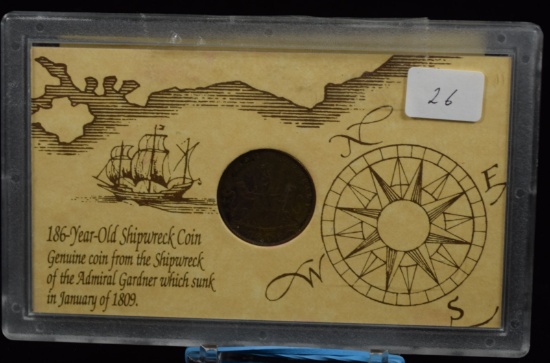 26
N
E
186-Year-Old Shipwreck Coin
Genuine coin from the Shipwreck
of the Admiral Gardner which sunk
in January of 1809.
W
S